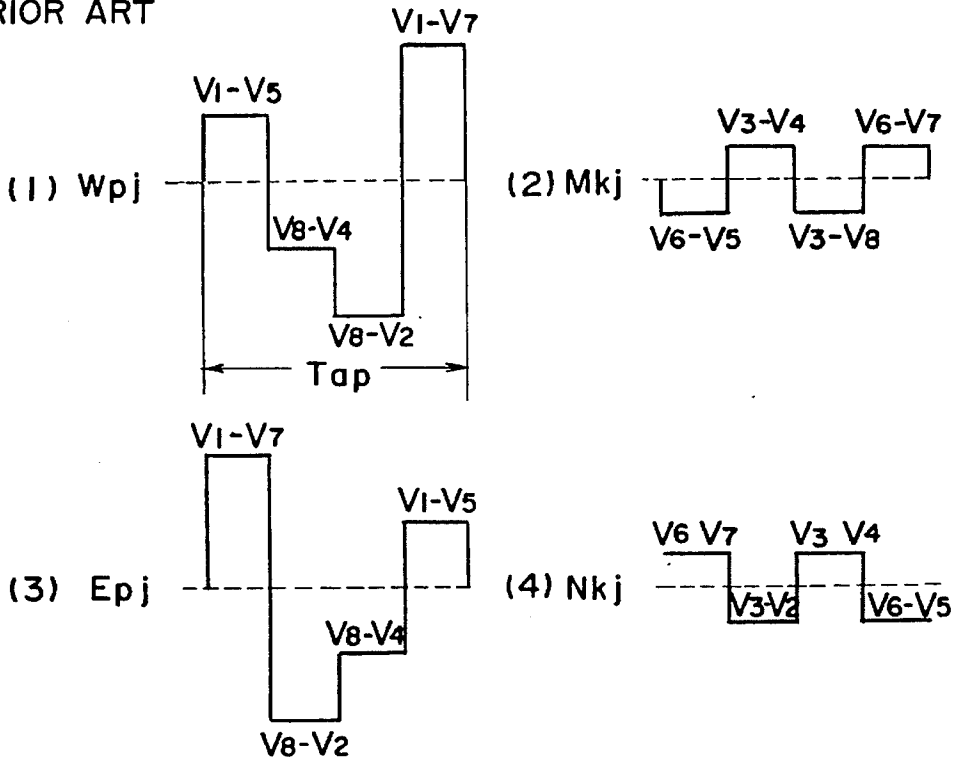 RIOR ART
V1-V7
V1-V5
(1) Wpj
V8-V4
V8-V2
Tap
V3-V4 V6-V7
(2) Mkj
V6-V5 V3-V8
V1-V7
V1-V5
(3) Epj
V8-V4
V8-V2
V6 V7 V3 V4
(4) Nkj
V3-V2 V6-V5